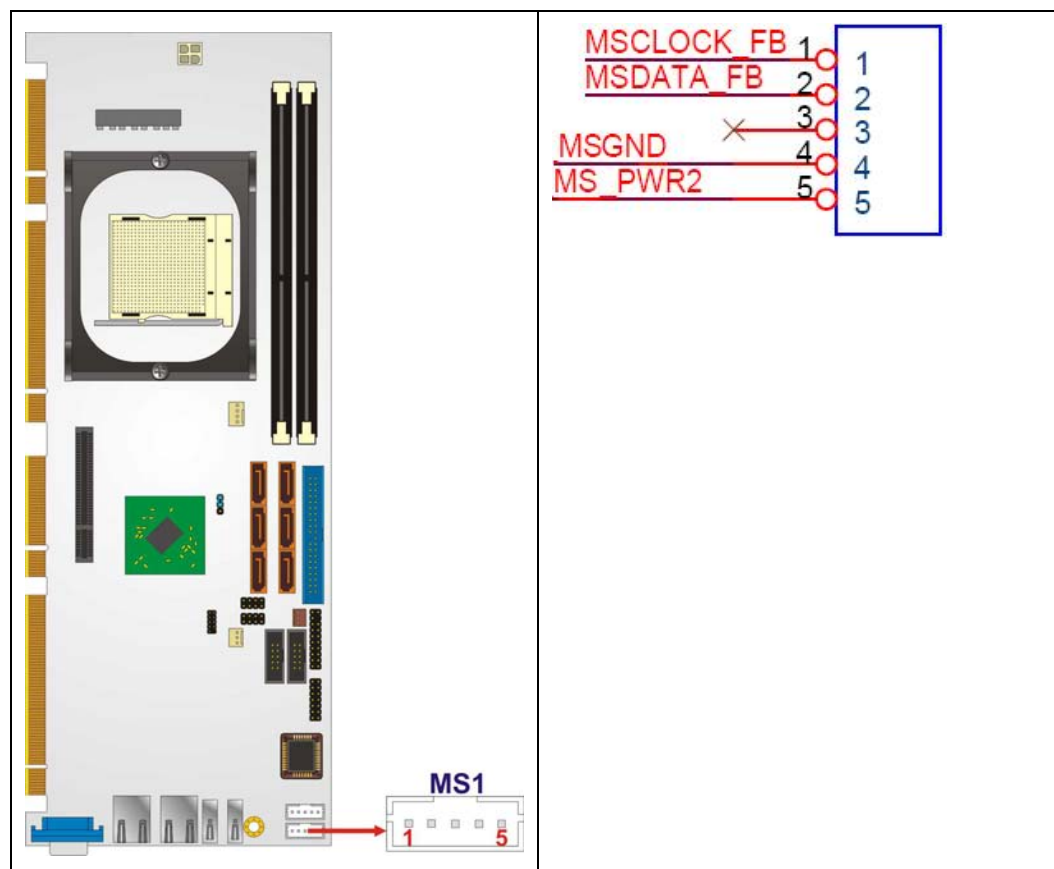 MS1
1 5
MSCLOCK_FB 1 1
MSDATA_FB 2 2
3 3
MSGND 4 4
MS_PWR2 5 5